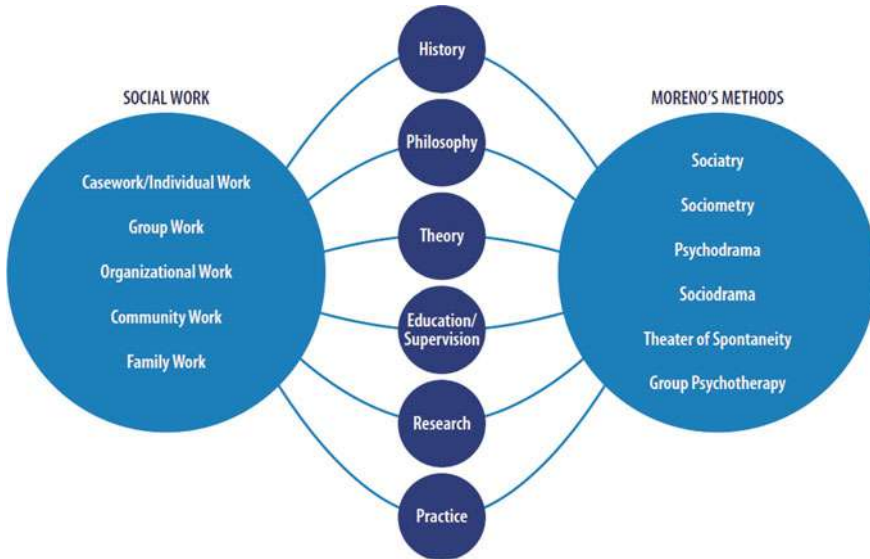 SOCIAL WORK
Casework/Individual Work
Group Work
Organizational Work
Community Work
Family Work
History
Philosophy
Theory
Education/
Supervision
Research
Practice
MORENO'S METHODS
Sociatry
Sociometry
Psychodrama
Sociodrama
Theater of Spontaneity
Group Psychotherapy